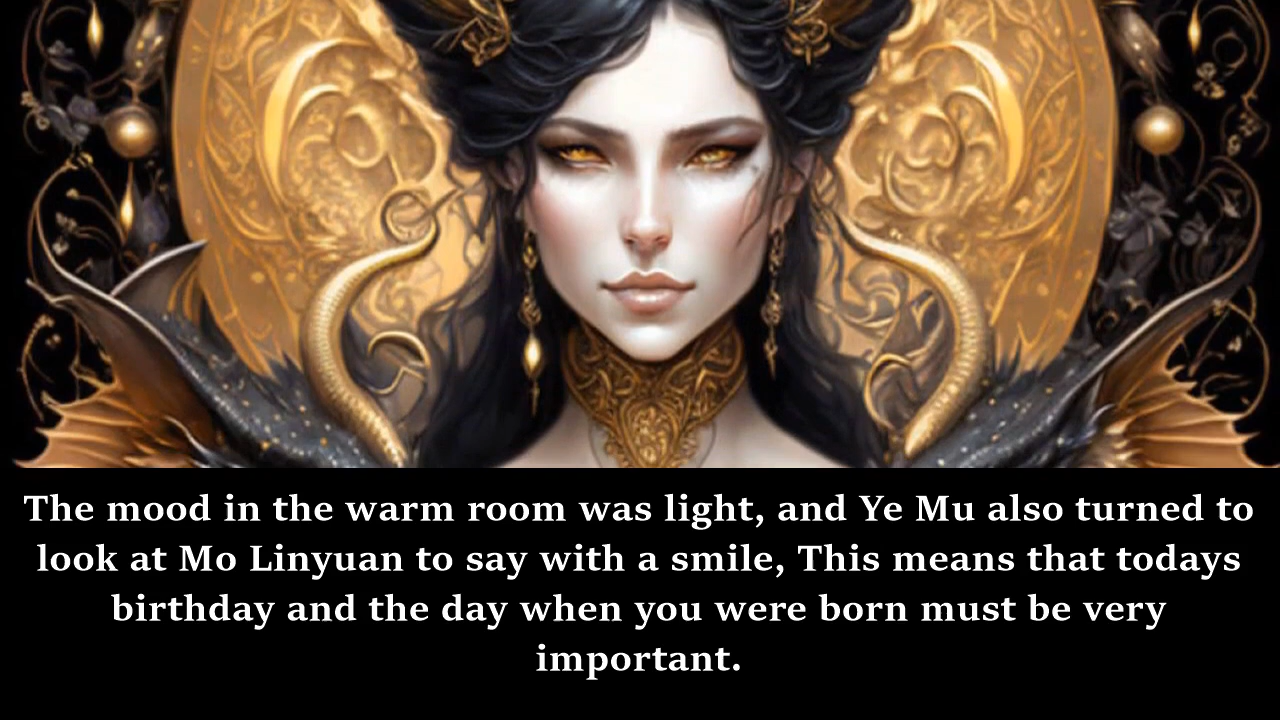 The mood in the warm room was light, and Ye Mu also turned to
look at Mo Linyuan to say with a smile, This means that todays
birthday and the day when you were born must be very
important.